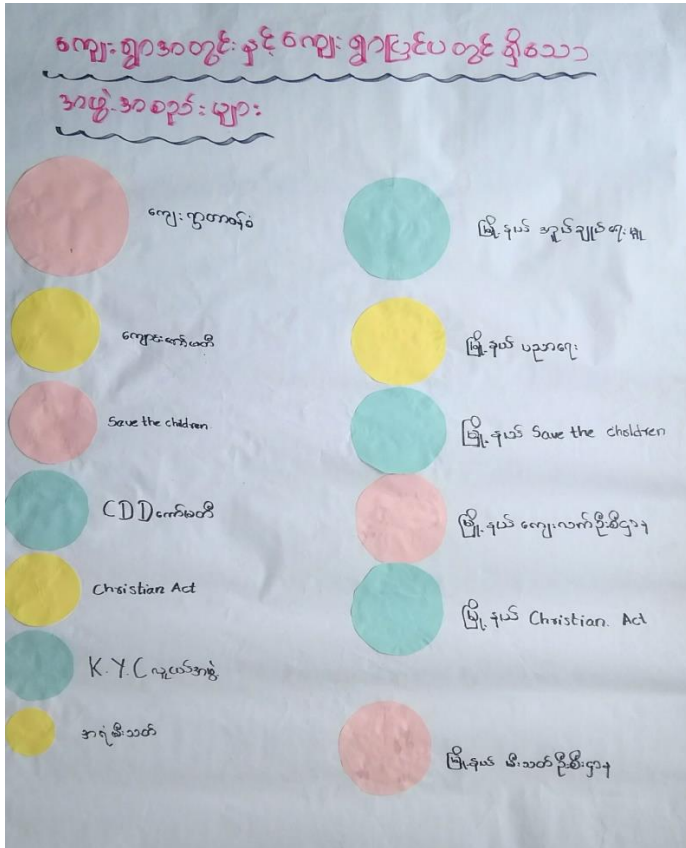 ကျေးရွာအတွင်းနှင့်ကျေးရွာပြင်ပတွင်ရှိသော
အဖွဲ့အစည်းများ
ကျေးရွာတာဝန်ခံ
ကျောင်းကော်မတီ
Save the children
CDDကော်မတီ
Christian Act
K.Y.C လူငယ်အဖွဲ့
အရံမီးသတ်
မြို့နယ် အုပ်ချုပ်ရေးမှူး
မြို့နယ် ပညာရေး
မြို့နယ် Save the children
မြို့နယ် ကျေးလက်ဦးစီးဌာန
မြို့နယ် Christian. Act
မြို့နယ် မီးသတ်ဦးစီးဌာန